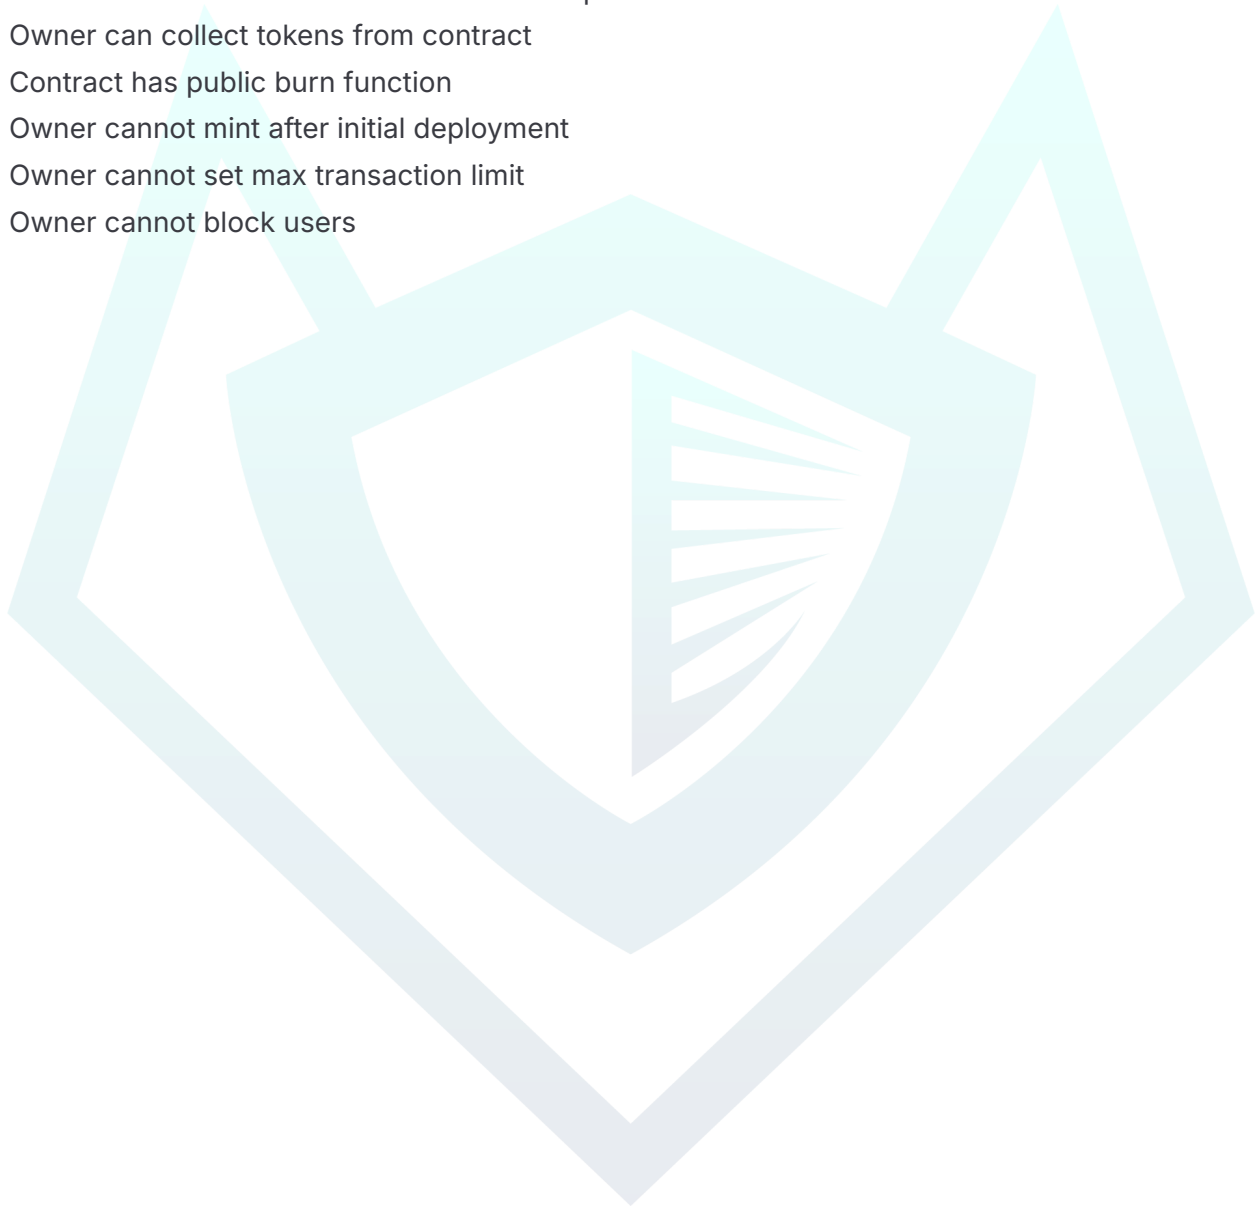 Owner can collect tokens from contract
Contract has public burn function
Owner cannot mint after initial deployment
Owner cannot set max transaction limit
Owner cannot block users